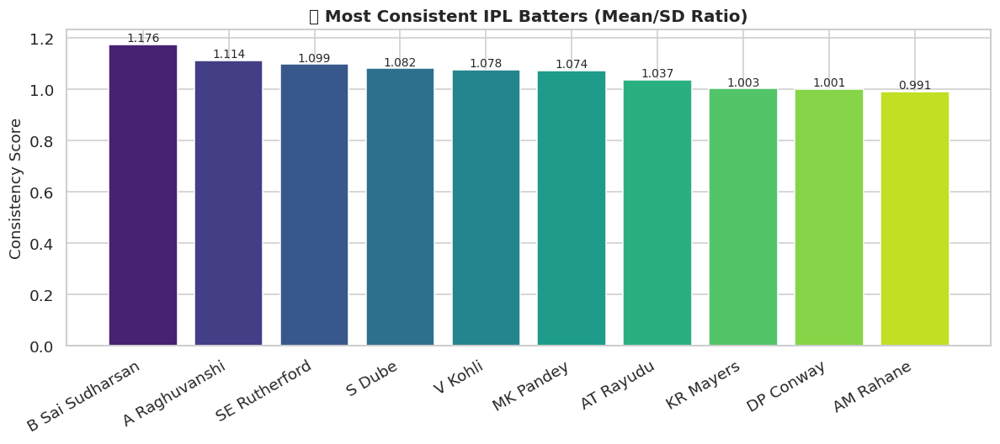 Most Consistent IPL Batters (Mean/SD Ratio)
Consistency Score
1.2
1.0
0.8
0.6
0.4
0.2
0.0
1.176
1.114
1.099
1.082
1.078
1.074
1.037
1.003
1.001
0.991
B Sai Sudharsan
A Raghuvanshi
SE Rutherford
S Dube
V Kohli
MK Pandey
AT Rayudu
KR Mayers
DP Conway
AM Rahane